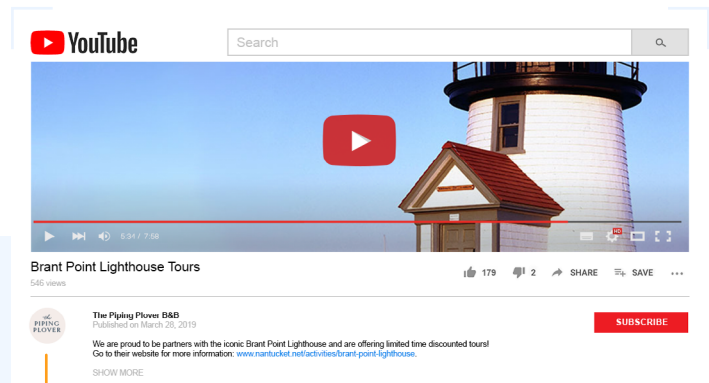 YouTube
Search
HD
5:34 / 7:58
Brant Point Lighthouse Tours
546 views
179
2
SHARE
SAVE
the
PIPING
PLOVER
The Piping Plover B&B
Published on March 28, 2019
SUBSCRIBE
We are proud to be partners with the iconic Brant Point Lighthouse and are offering limited time discounted tours!
Go to their website for more information: www.nantucket.net/activities/brant-point-lighthouse.
SHOW MORE